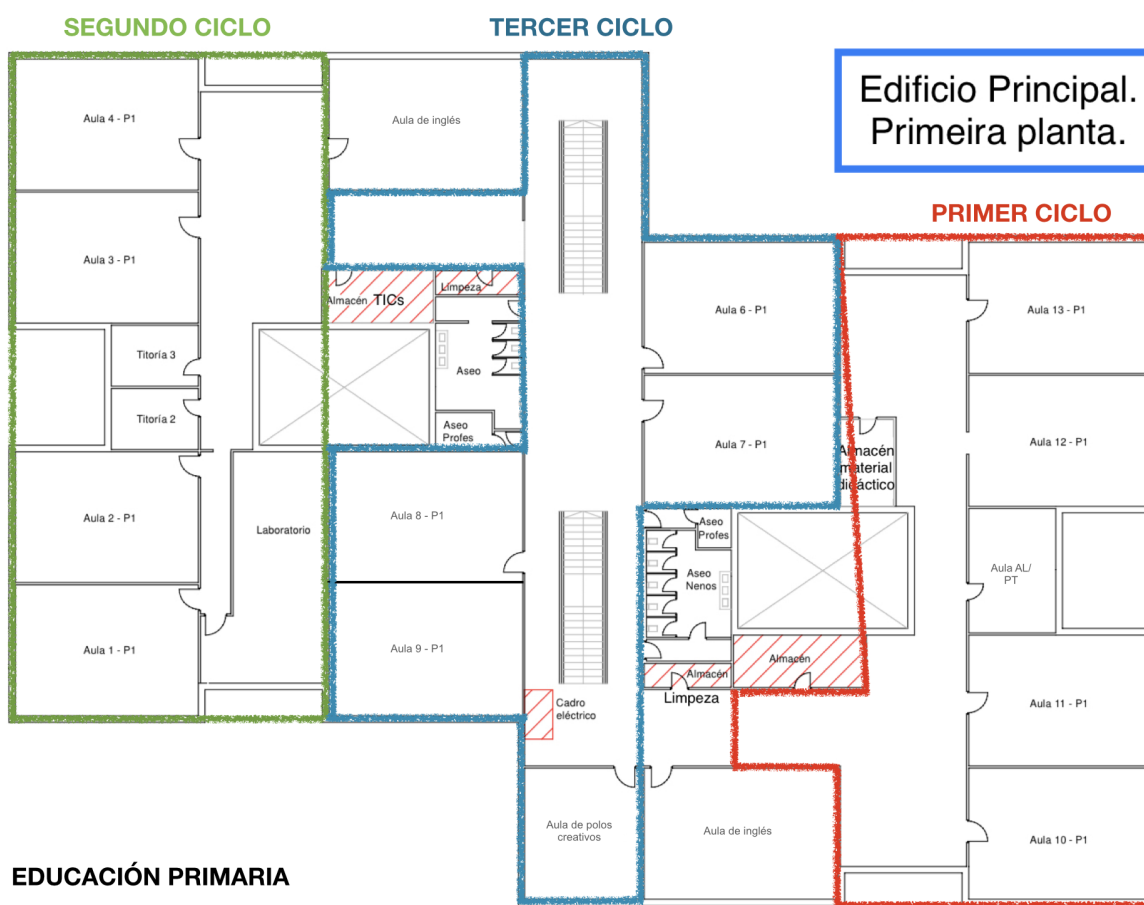 SEGUNDO CICLO
TERCER CICLO
Edificio Principal.
Primeira planta.
PRIMER CICLO
Aula 4 - P1
Aula de inglés
Aula 3 - P1
Almacén TICs
Limpeza
Aula 6 - P1
Aula 13 - P1
Titoría 3
Aseo
Titoría 2
Aseo
Profes
Aula 7 - P1
Almacén
material
didáctico
Aula 12 - P1
Aula 2 - P1
Laboratorio
Aula 8 - P1
Aseo
Profes
Aseo
Nenos
Aula AL/
PT
Aula 1 - P1
Aula 9 - P1
Almacén
Almacén
Limpeza
Cadro
eléctrico
Aula 11 - P1
Aula de polos
creativos
Aula de inglés
Aula 10 - P1
EDUCACIÓN PRIMARIA